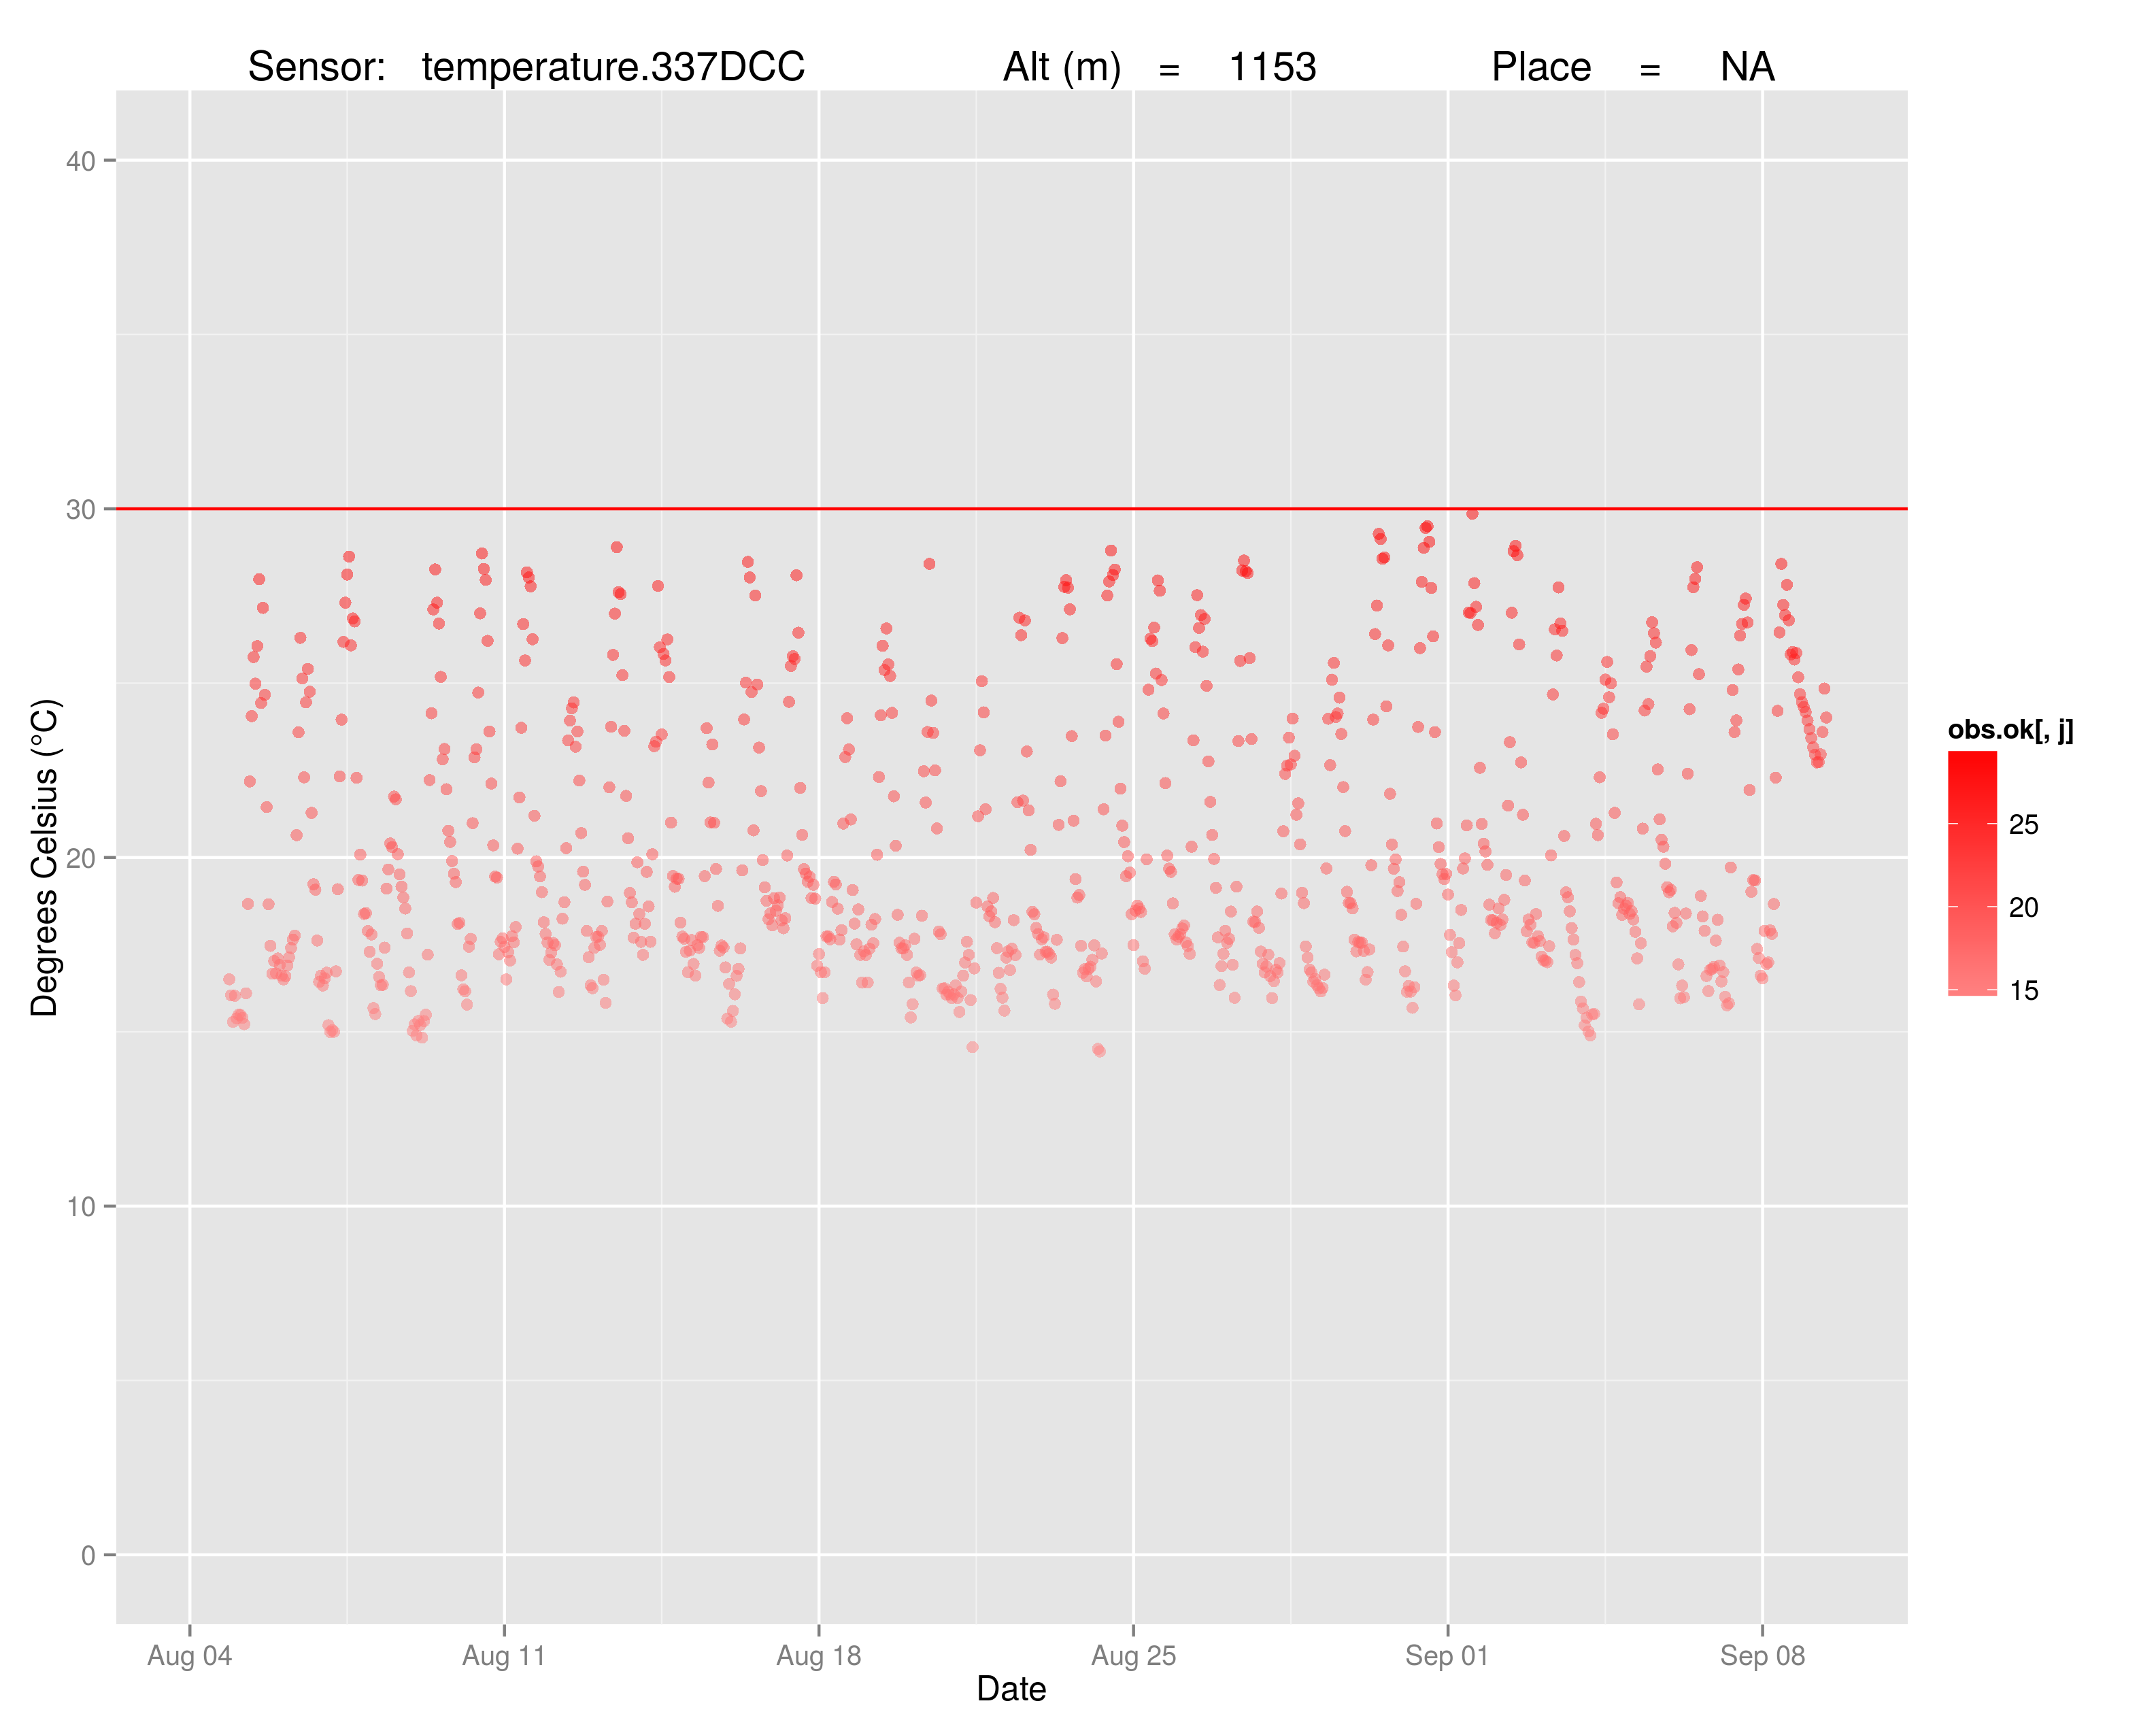 Sensor: temperature.337DCC Alt (m) = 1153 Place = NA
40
30
20
10
0
Degrees Celsius (°C)
Aug 04 Aug 11 Aug 18 Aug 25 Sep 01 Sep 08
Date
obs.ok[, j]
25
20
15